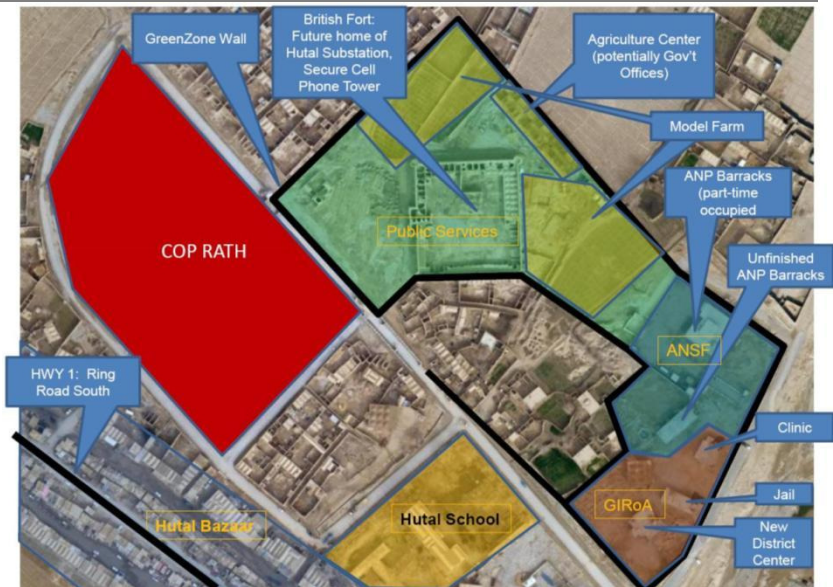 GreenZone Wall
British Fort:
Future home of
Hutal Substation,
Secure Cell
Phone Tower
Agriculture Center
(potentially Gov't
Offices)
Model Farm
ANP Barracks
(part-time
occupied
Unfinished
ANP Barracks
Public Services
COP RATH
ANSF
HWY 1: Ring
Road South
Clinic
GIRoA
Jail
Hutal School
Hutal Bazaar
New
District
Center